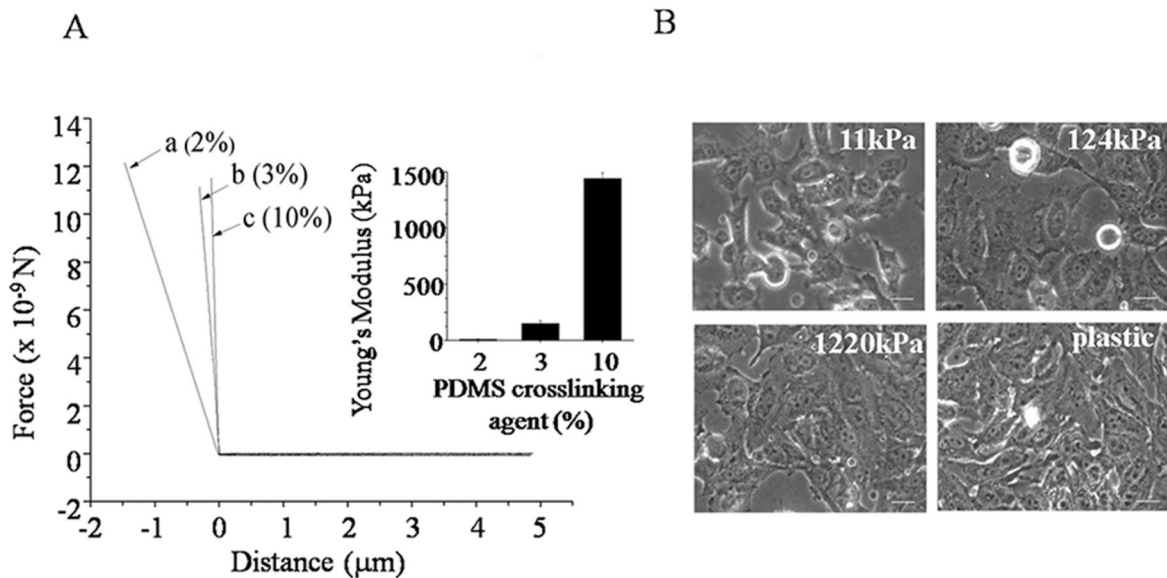 A
B
Force (x 10⁻⁹ N)
14
12
10
8
6
4
2
0
-2
-2
-1
0
1
2
3
4
5
Distance (μm)
a (2%)
b (3%)
c (10%)
Young's Modulus (kPa)
1500
1000
500
0
2
3
10
PDMS crosslinking
agent (%)
11kPa
124kPa
1220kPa
plastic